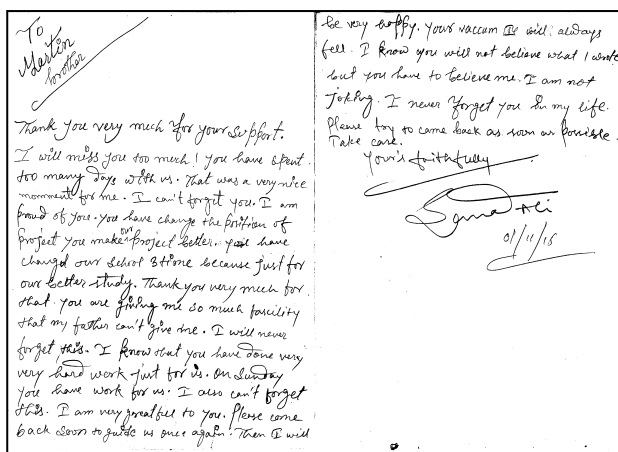 To
Martin
brother
Thank you very much for your support.
I will miss you too much! you have spent
too many days with us. That was a very nice
momment for me. I can't forget you. I am
proud of you. you have change the position of
project you make our project better. you have
changed our school stime because just for
our better study. Thank you very much for
that. you are giving me so much fascility
that my father can't give me. I will never
forget this. I know that you have done very
very hard work just for us. On Sunday
you have work for us. I also can't forget
this. I am very greatful to you. Please come
back soon to guide us once again. Then I will
be very happy. your vaccum Is will always
fell. I know you will not believe what I wrote
but you have to believe me. I am not
joking. I never forget you In my life.
Please try to came back as soon as possible.
Take care.
Your's faithfully
Ali
01/11/15